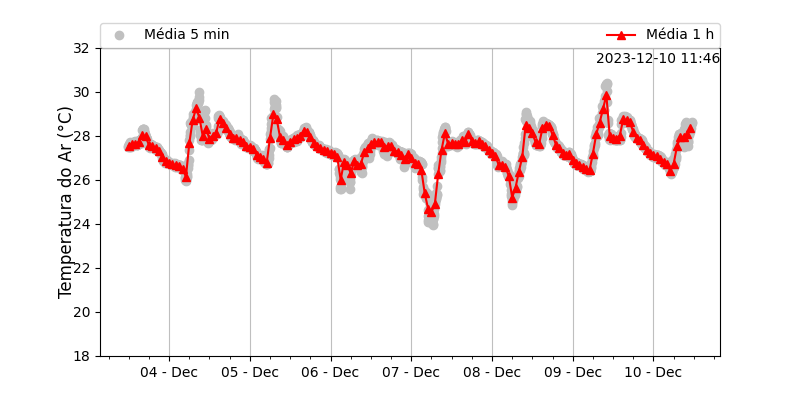 Média 5 min
Média 1 h
2023-12-10 11:46
Temperatura do Ar (°C)
32
30
28
26
24
22
20
18
04 - Dec
05 - Dec
06 - Dec
07 - Dec
08 - Dec
09 - Dec
10 - Dec